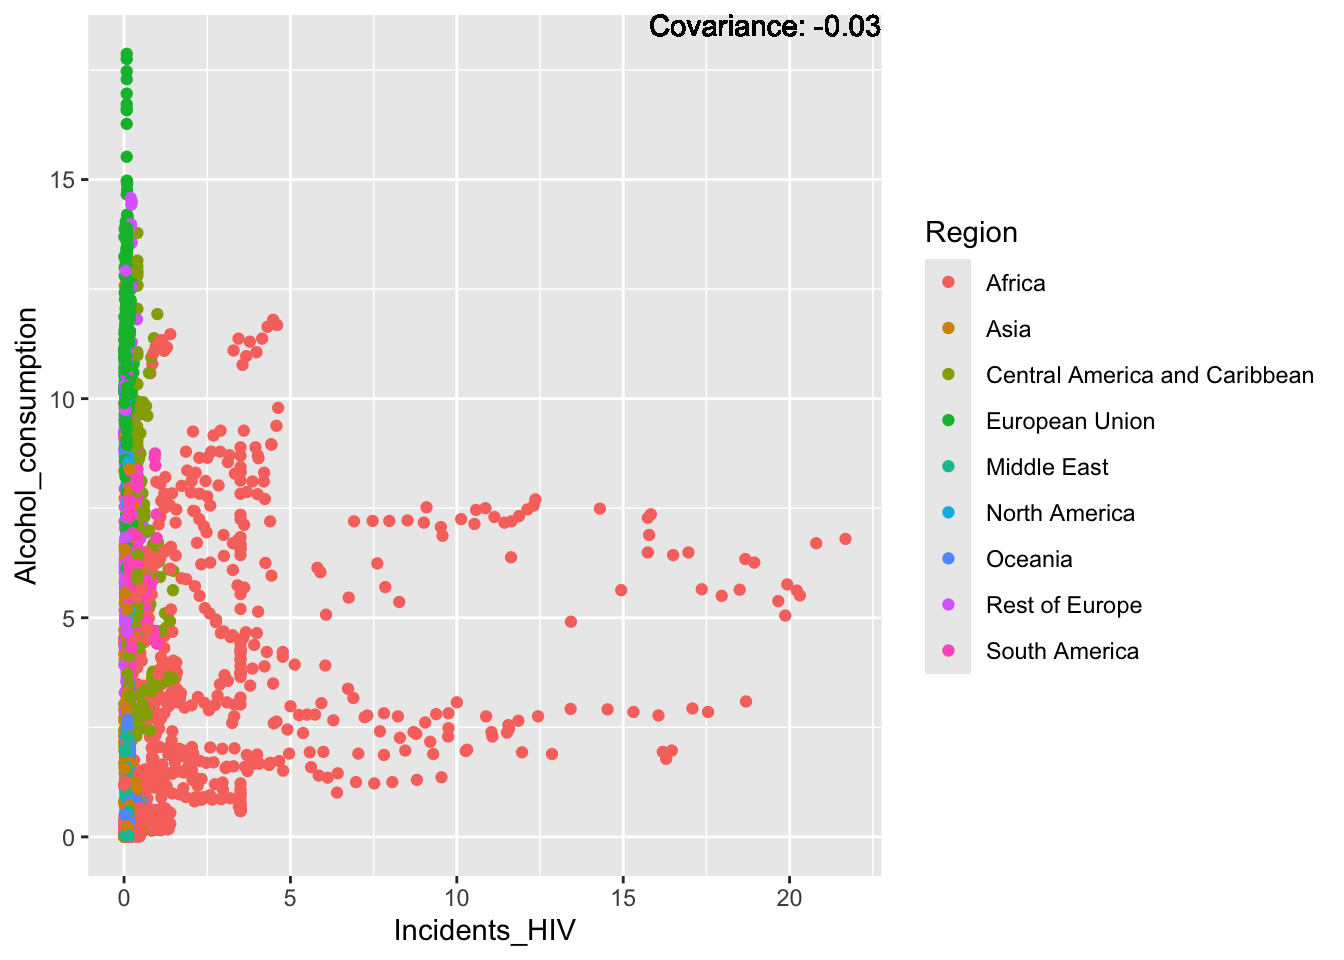 Covariance: -0.03
15
10
5
0
Alcohol_consumption
0 5 10 15 20
Incidents_HIV
Region
Africa
Asia
Central America and Caribbean
European Union
Middle East
North America
Oceania
Rest of Europe
South America